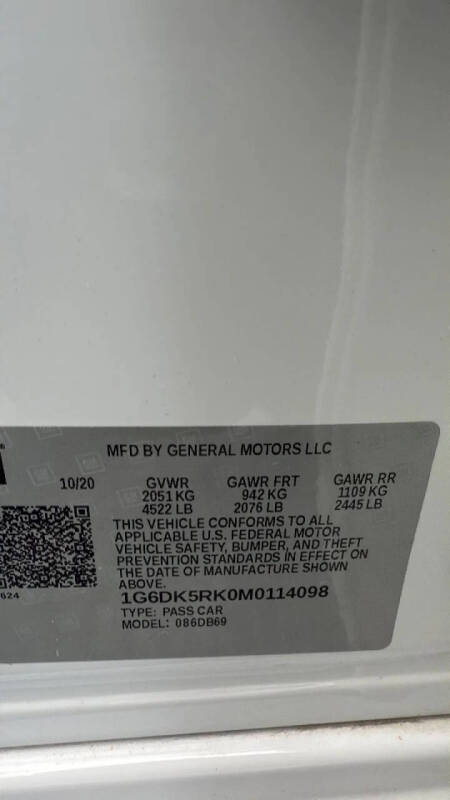 MFD BY GENERAL MOTORS LLC
10/20 GVWR GAWR FRT GAWR RR
2051 KG 942 KG 1109 KG
4522 LB 2076 LB 2445 LB
THIS VEHICLE CONFORMS TO ALL
APPLICABLE U.S. FEDERAL MOTOR
VEHICLE SAFETY, BUMPER, AND THEFT
PREVENTION STANDARDS IN EFFECT ON
THE DATE OF MANUFACTURE SHOWN
ABOVE.
624
1G6DK5RK0M0114098
TYPE: PASS CAR
MODEL: 086DB69